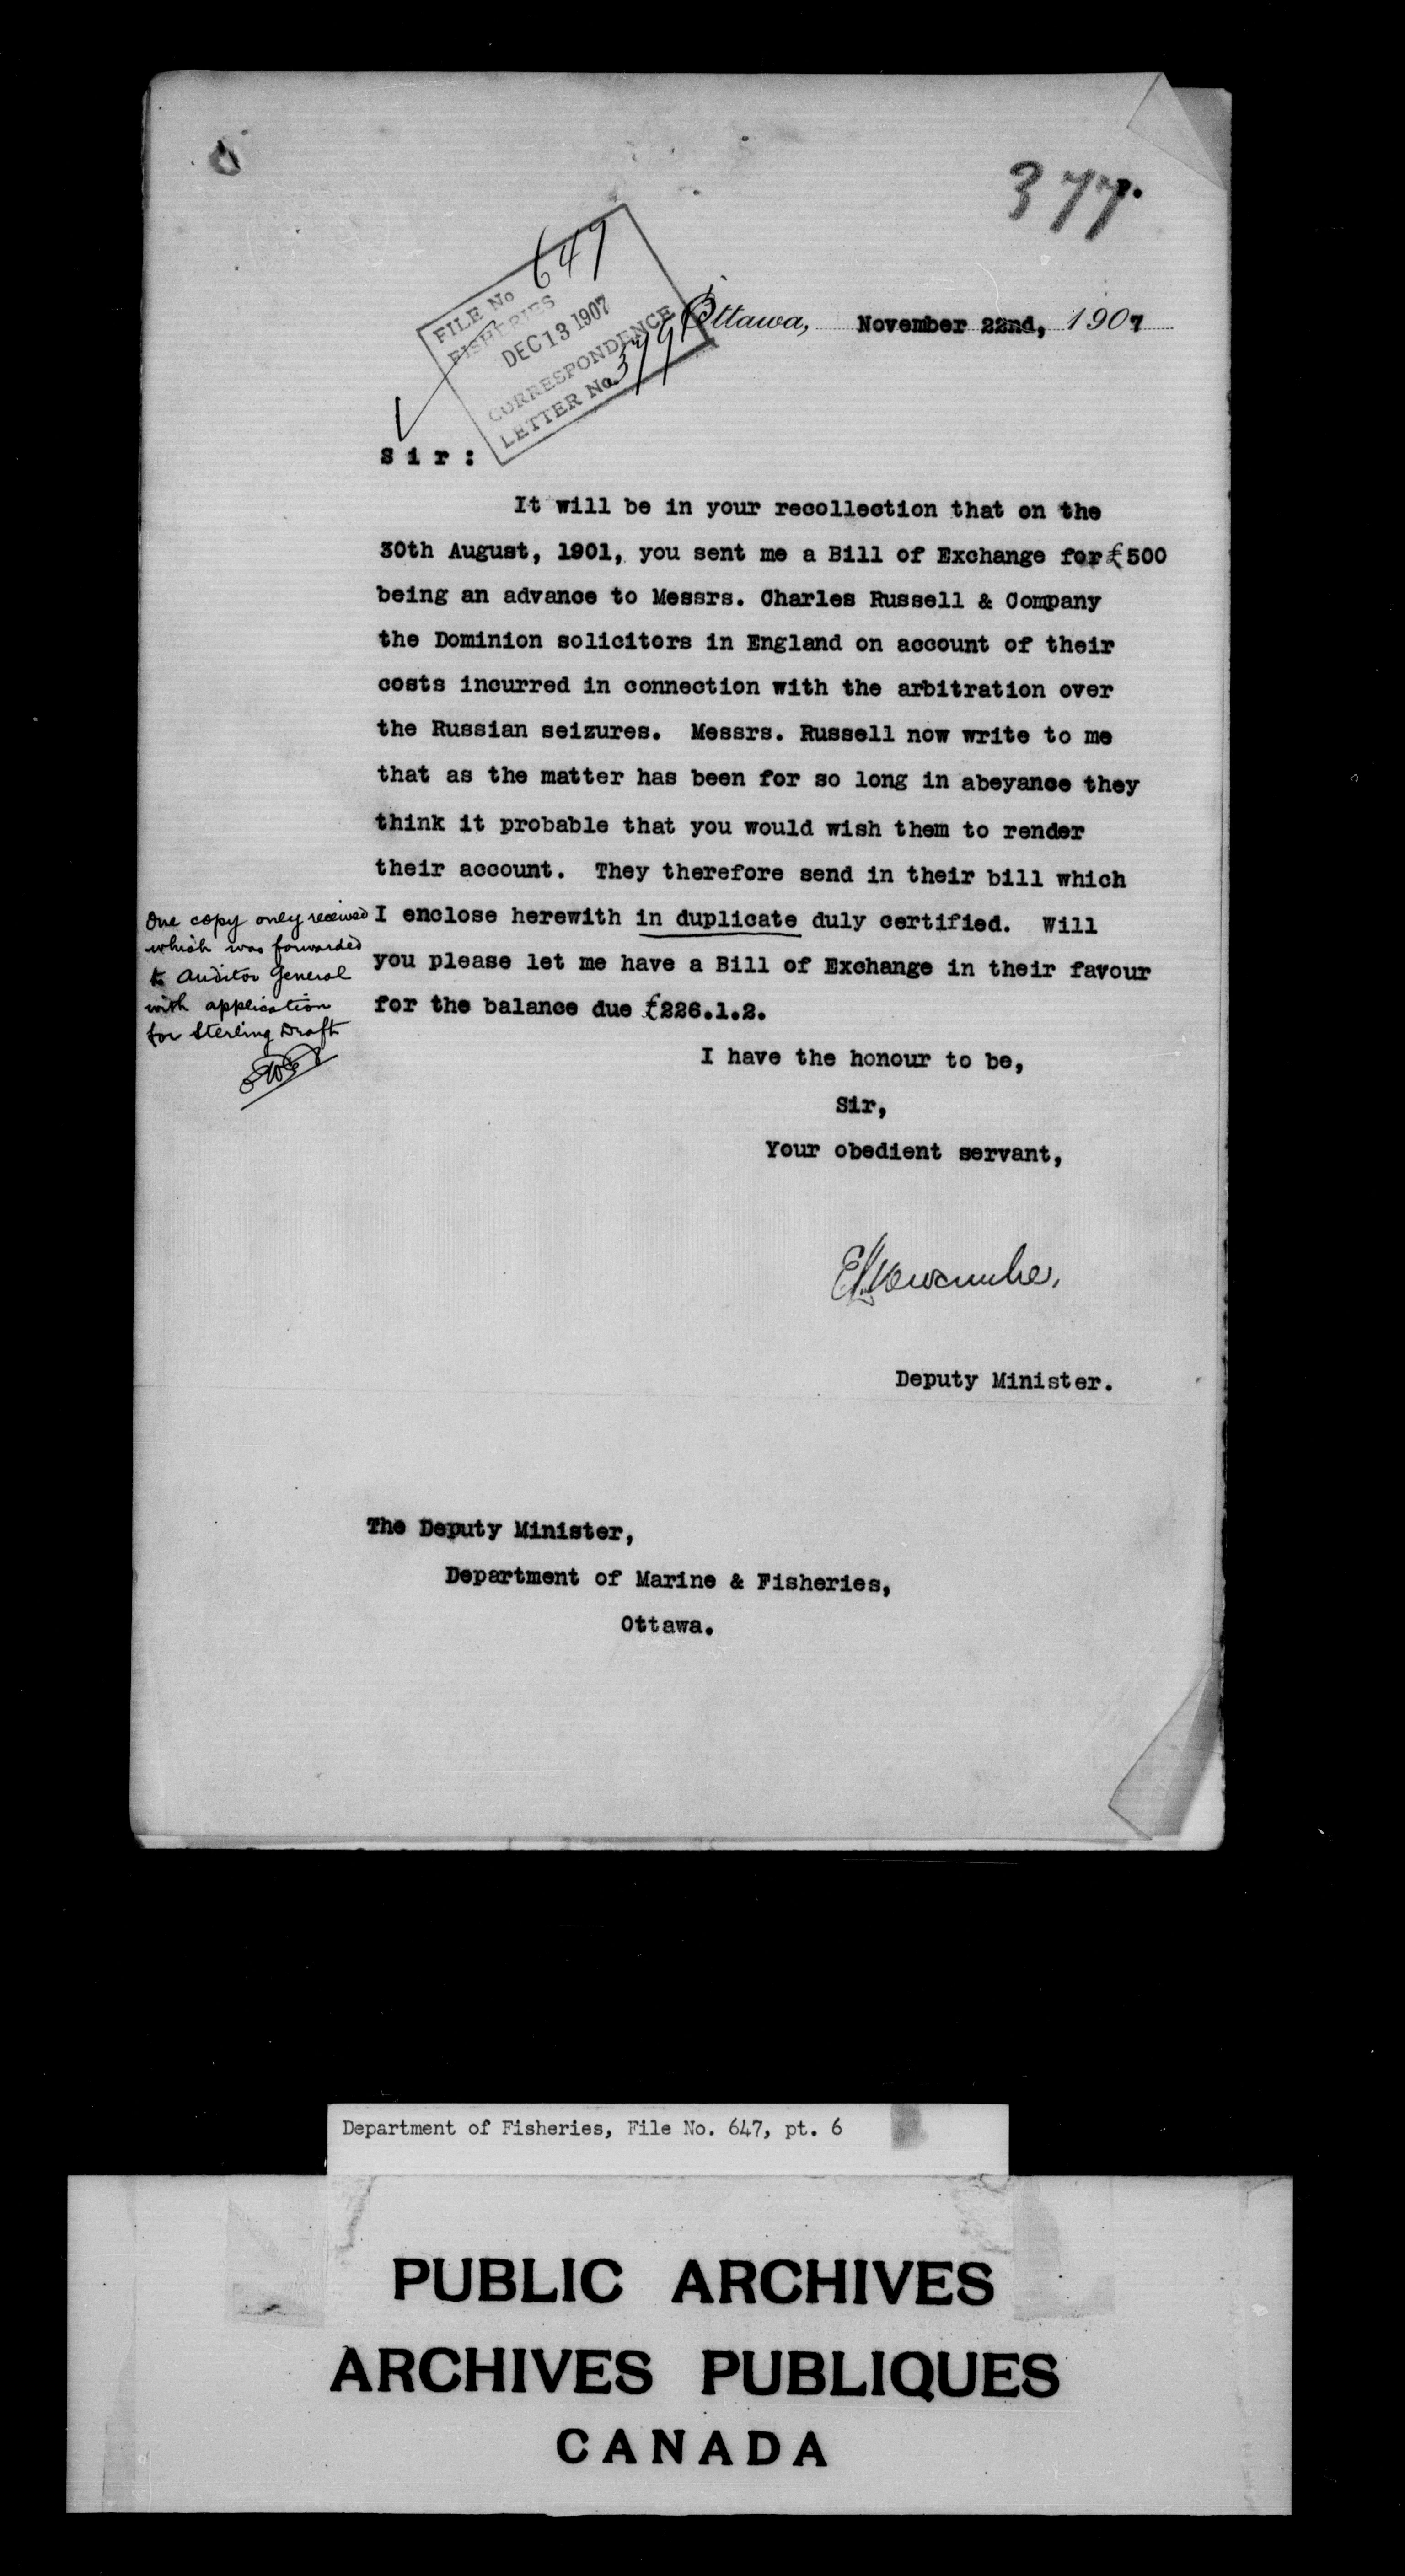 377.
FILE No 647
FISHERIES
DEC 13 1907
CORRESPONDENCE
LETTER No.
Ottawa, November 22nd, 1907
Sir:
It will be in your recollection that on the
30th August, 1901, you sent me a Bill of Exchange for £500
being an advance to Messrs. Charles Russell & Company
the Dominion solicitors in England on account of their
costs incurred in connection with the arbitration over
the Russian seizures. Messrs. Russell now write to me
that as the matter has been for so long in abeyance they
think it probable that you would wish them to render
their account. They therefore send in their bill which
I enclose herewith in duplicate duly certified. Will
you please let me have a Bill of Exchange in their favour
for the balance due £226.1.2.
One copy only received
which was forwarded
to Auditor General
with application
for Sterling Draft
I have the honour to be,
Sir,
Your obedient servant,
E L Newcombe,
Deputy Minister.
The Deputy Minister,
Department of Marine & Fisheries,
Ottawa.
Department of Fisheries, File No. 647, pt. 6
PUBLIC ARCHIVES
ARCHIVES PUBLIQUES
CANADA